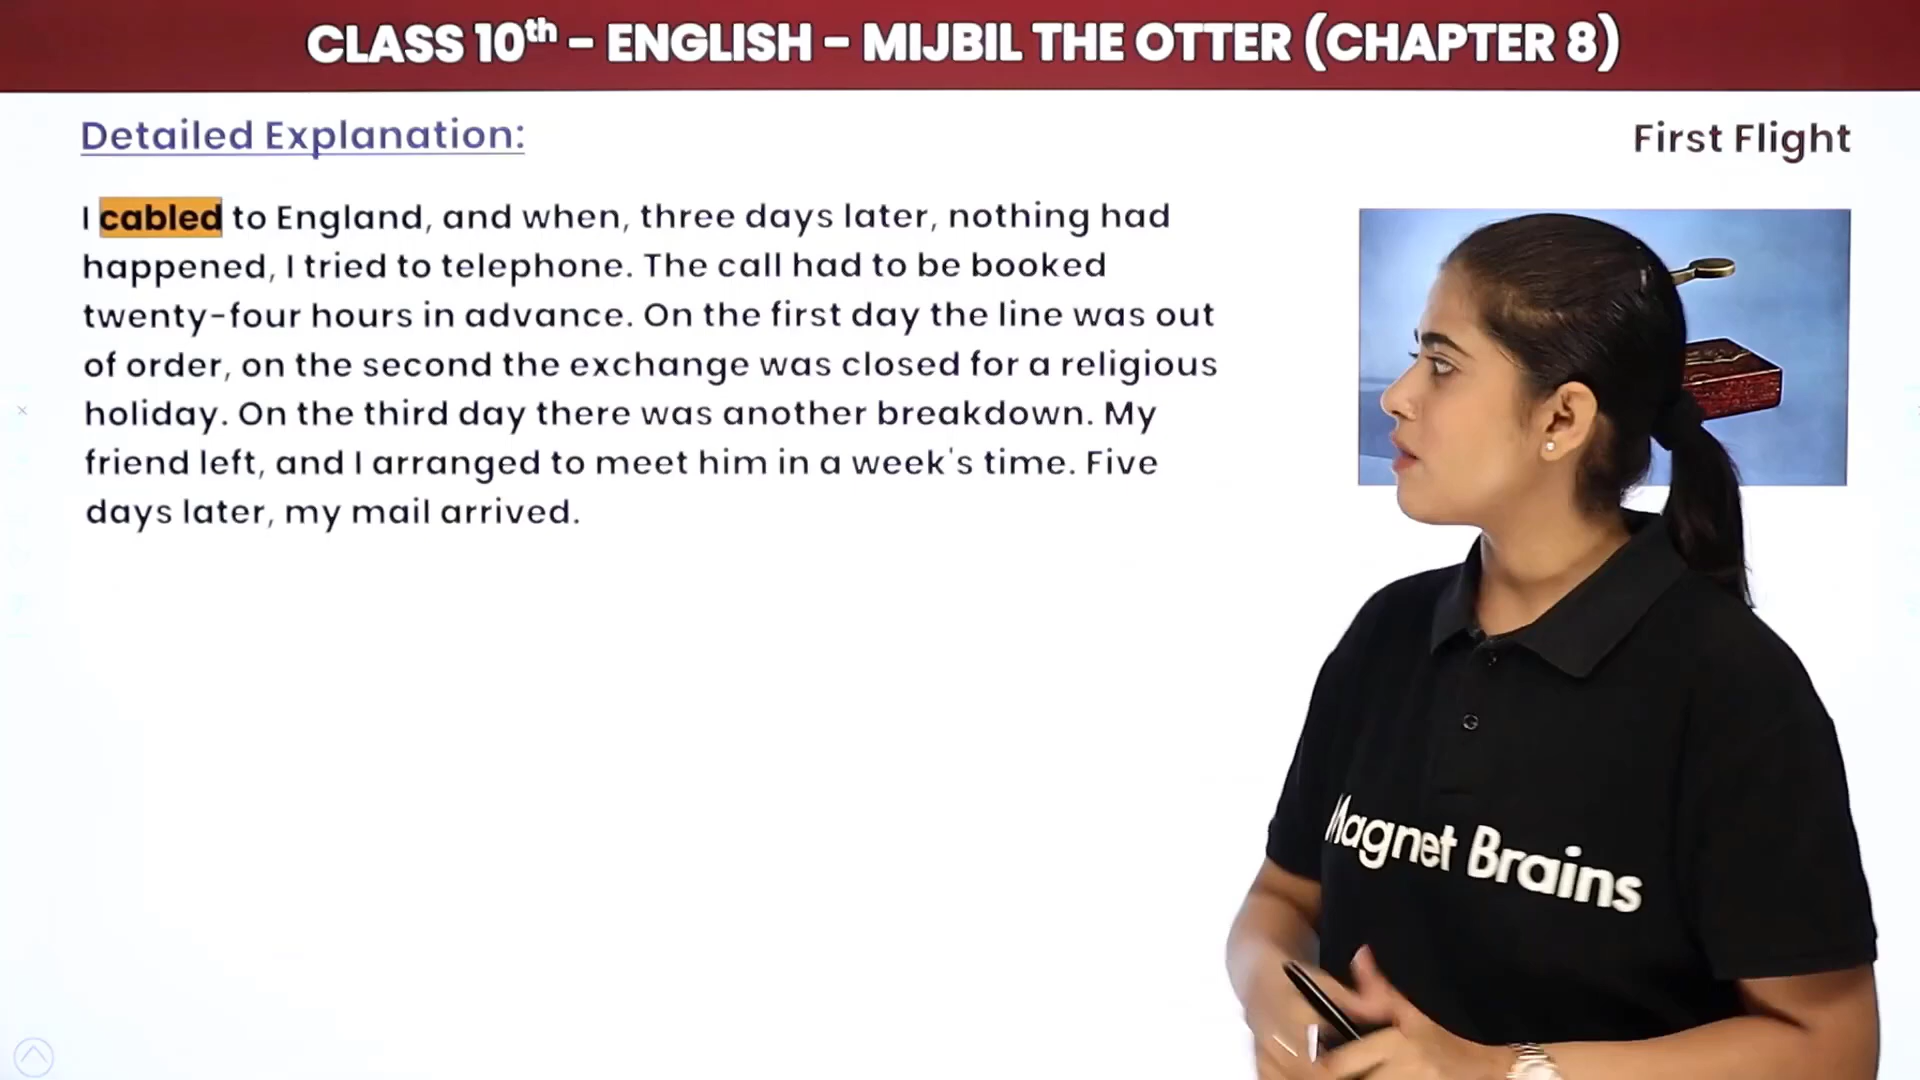 CLASS 10th - ENGLISH - MIJBIL THE OTTER (CHAPTER 8)
Detailed Explanation:
First Flight
I cabled to England, and when, three days later, nothing had
happened, I tried to telephone. The call had to be booked
twenty-four hours in advance. On the first day the line was out
of order, on the second the exchange was closed for a religious
holiday. On the third day there was another breakdown. My
friend left, and I arranged to meet him in a week's time. Five
days later, my mail arrived.
Magnet Brains